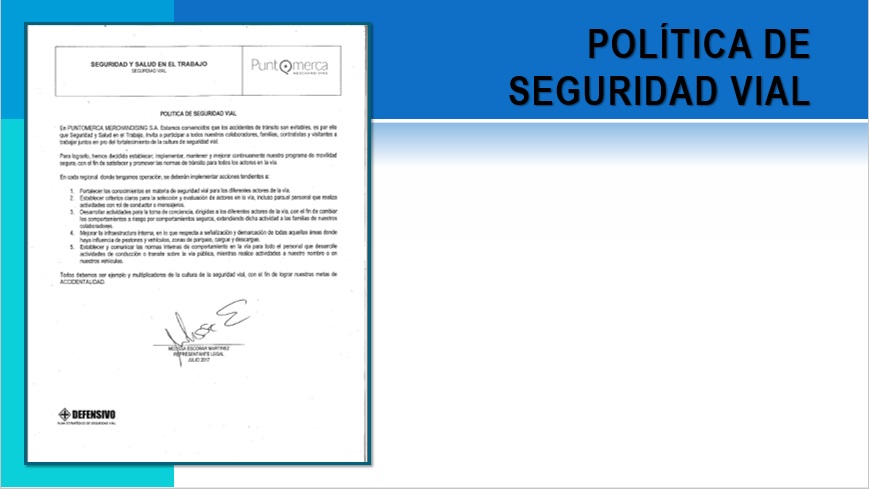 POLÍTICA DE
SEGURIDAD VIAL
SEGURIDAD Y SALUD EN EL TRABAJO
SEGURIDAD VIAL
Puntomerca
MERCHANDISING
POLITICA DE SEGURIDAD VIAL
En PUNTOMERCA MERCHANDISING S.A. Estamos convencidos que los accidentes de tránsito son evitables, es por ello
que Seguridad y Salud en el Trabajo, invita a participar a todos nuestros colaboradores, familias, contratistas y visitantes a
trabajar juntos en pro del fortalecimiento de la cultura de seguridad vial.
Para lograrlo, hemos decidido establecer, implementar, mantener y mejorar continuamente nuestro programa de movilidad
segura, con el fin de satisfacer y promover las normas de tránsito para todos los actores en la vía.
En cada regional donde tengamos operación, se deberán implementar acciones tendientes a:
1. Fortalecer los conocimientos en materia de seguridad vial para los diferentes actores de la vía.
2. Establecer criterios claros para la selección y evaluación de actores en la vía, incluso para el personal que realiza
actividades con rol de conductor o mensajeros.
3. Desarrollar actividades para la toma de conciencia, dirigidas a los diferentes actores de la vía, con el fin de cambiar
los comportamientos a riesgo por comportamientos seguros, extendiendo dicha actividad a las familias de nuestros
colaboradores.
4. Mejorar la infraestructura interna, en lo que respecta a señalización y demarcación de todas aquellas áreas donde
haya influencia de peatones y vehículos, zonas de parqueo, cargue y descargue.
5. Establecer y comunicar las normas internas de comportamiento en la vía para todo el personal que desarrolle
actividades de conducción o transite sobre la vía pública, mientras realice actividades a nuestro nombre o en
nuestros vehículos.
Todos debemos ser ejemplo y multiplicadores de la cultura de la seguridad vial, con el fin de lograr nuestras metas de
ACCIDENTALIDAD.
ESCOBAR MARTINEZ
REPRESENTANTE LEGAL
JULIO 2017
DEFENSIVO
PLAN ESTRATÉGICO DE SEGURIDAD VIAL